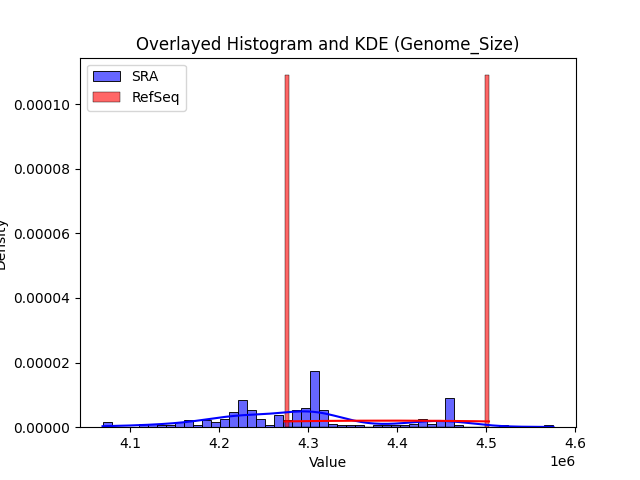 Overlayed Histogram and KDE (Genome_Size)
SRA
RefSeq
0.00010
0.00008
0.00006
0.00004
0.00002
0.00000
Density
4.1 4.2 4.3 4.4 4.5 4.6
1e6
Value